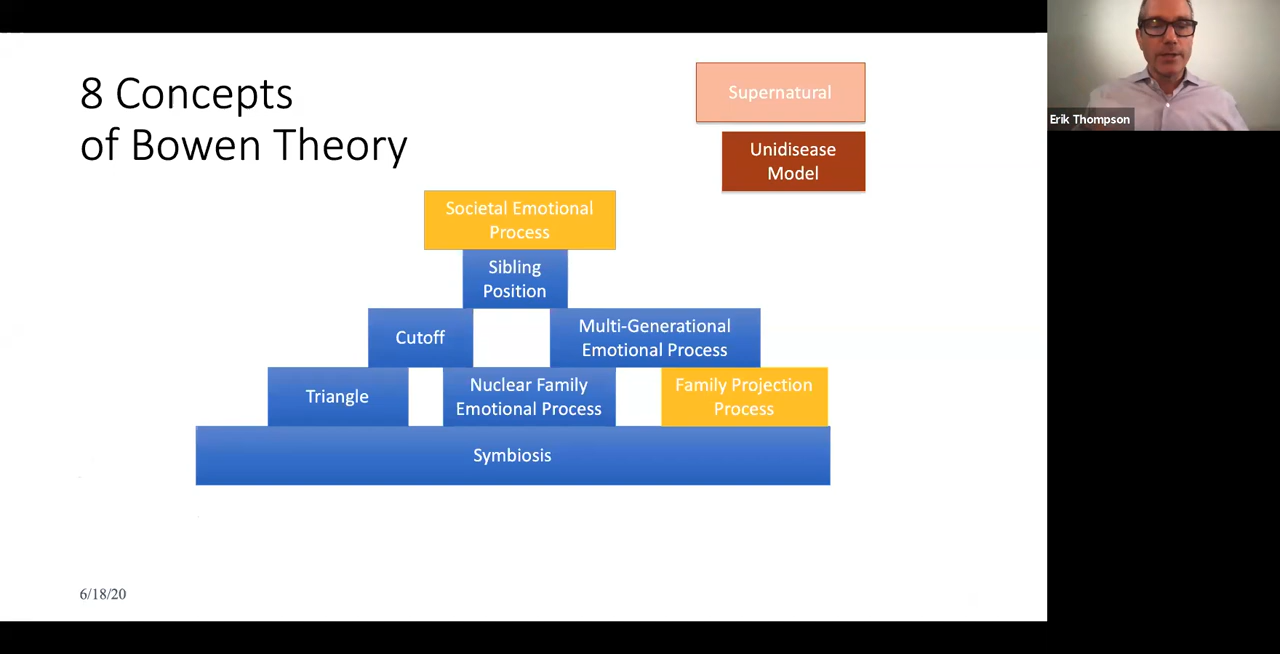 8 Concepts
of Bowen Theory
Supernatural
Unidisease
Model
Erik Thompson
Societal Emotional
Process
Sibling
Position
Cutoff
Multi-Generational
Emotional Process
Triangle
Nuclear Family
Emotional Process
Family Projection
Process
Symbiosis
6/18/20